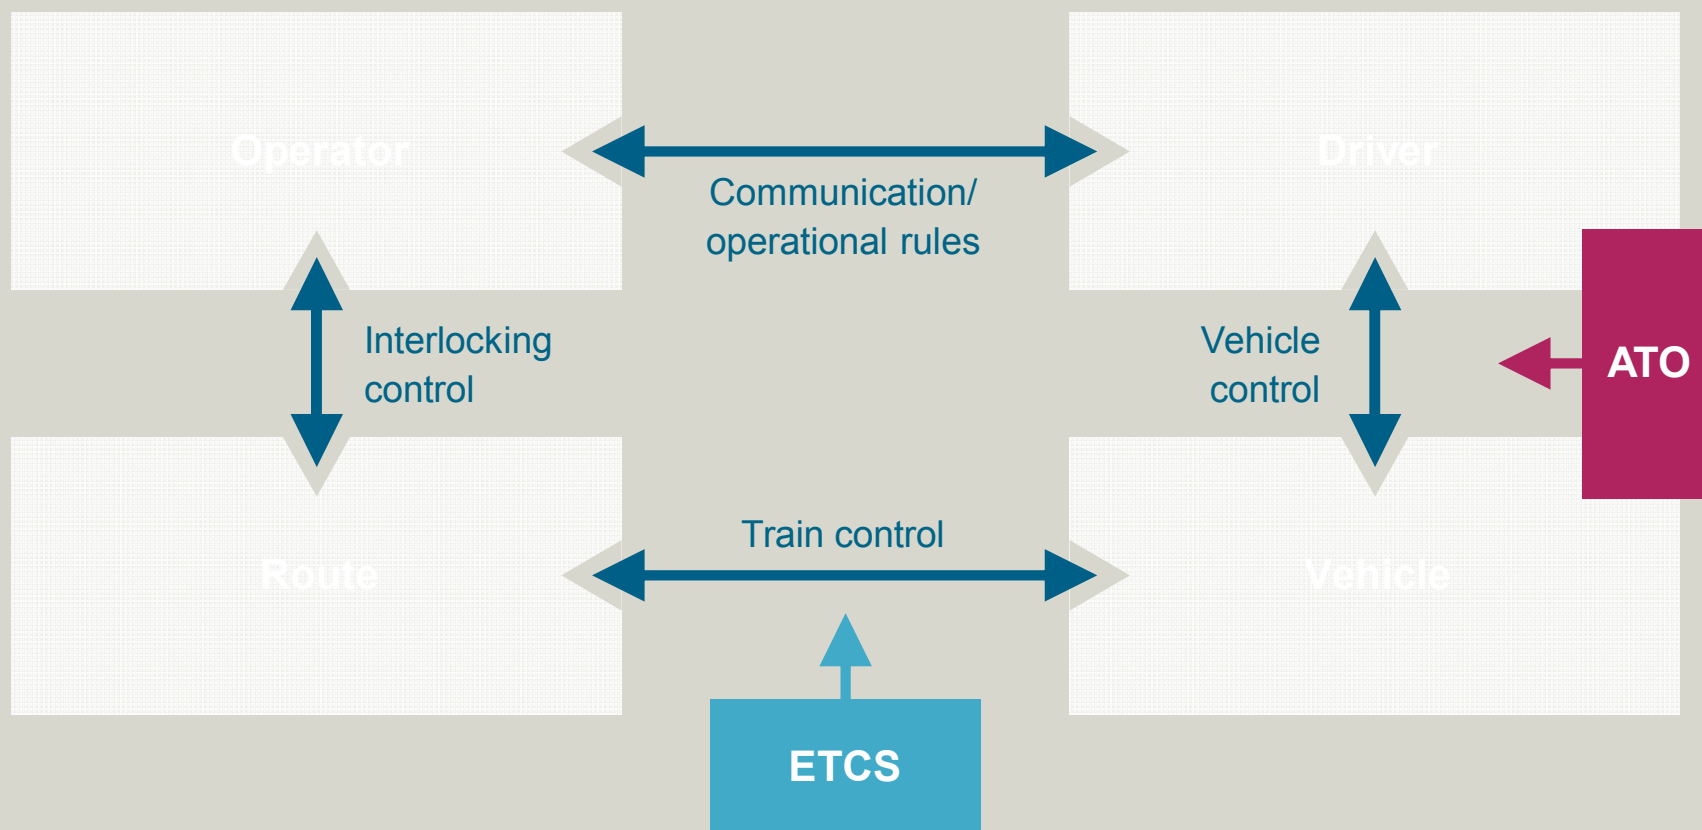 Operator
Driver
Communication/
operational rules
Interlocking
control
Vehicle
control
ATO
Train control
Route
Vehicle
ETCS